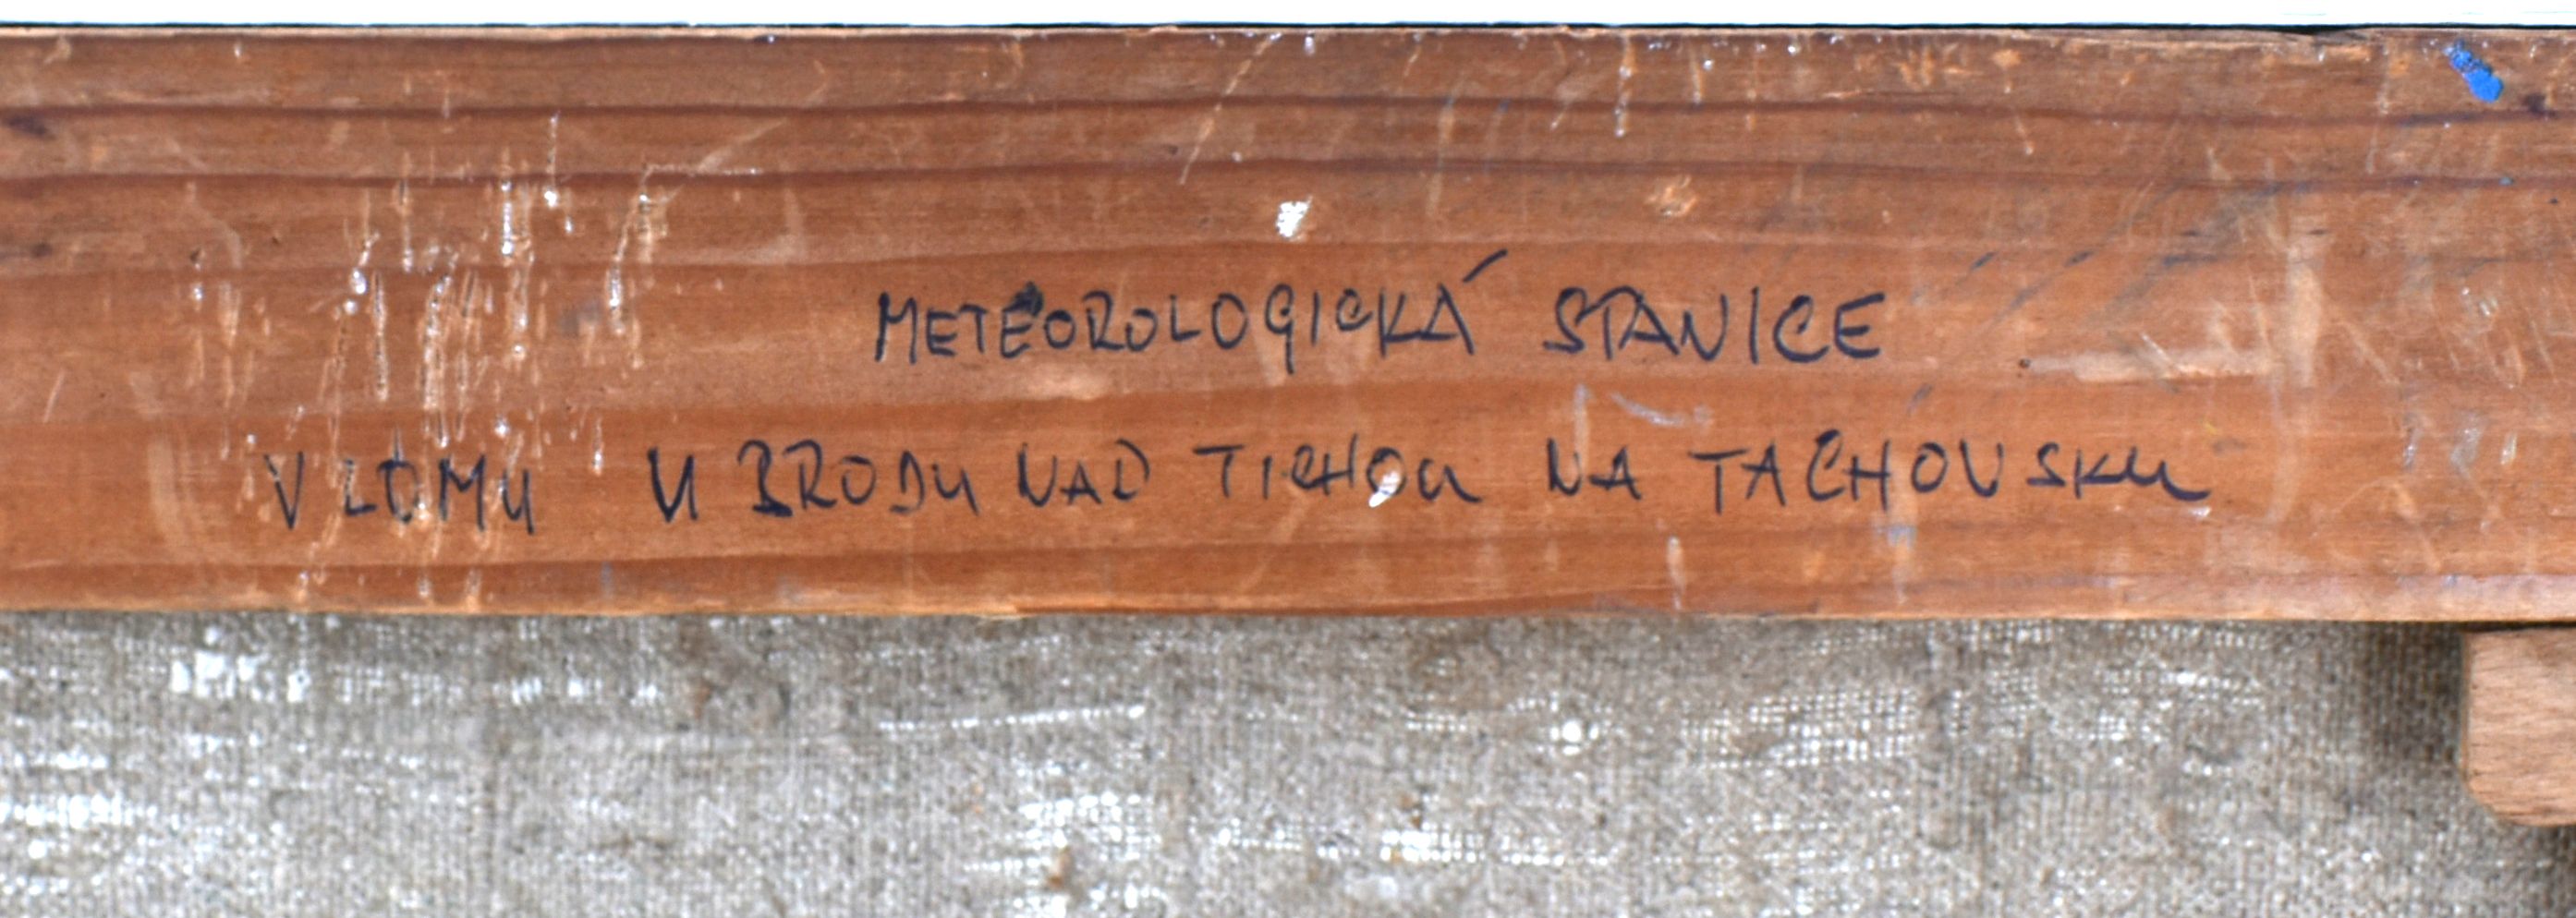 METEOROLOGICKÁ STANICE
V LOMU U BRODU NAD TICHOU NA TACHOVSKU